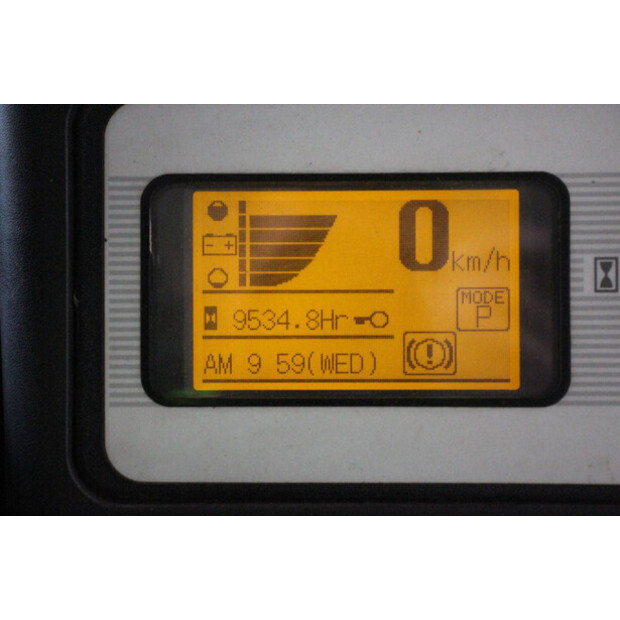 0 km/h
MODE
P
9534.8Hr
AM 9 59(WED)